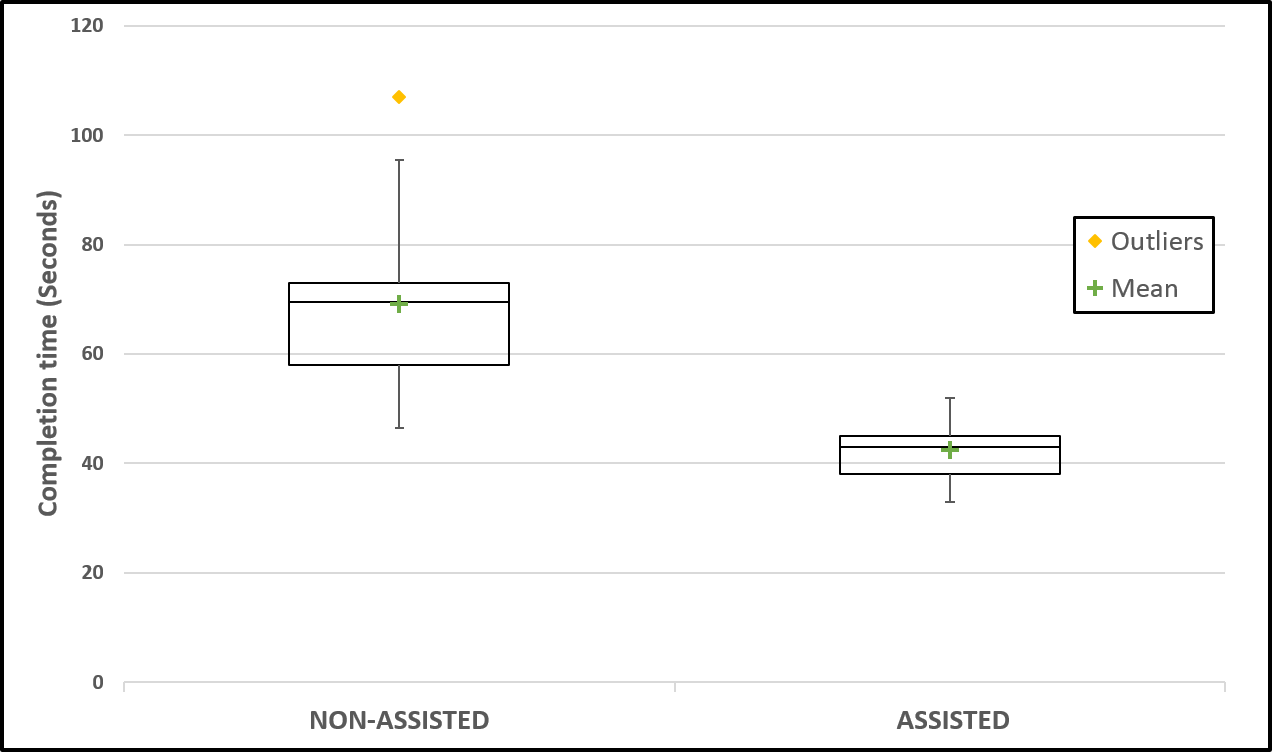 120
100
80
60
40
20
0
Completion time (Seconds)
Outliers
Mean
NON-ASSISTED
ASSISTED